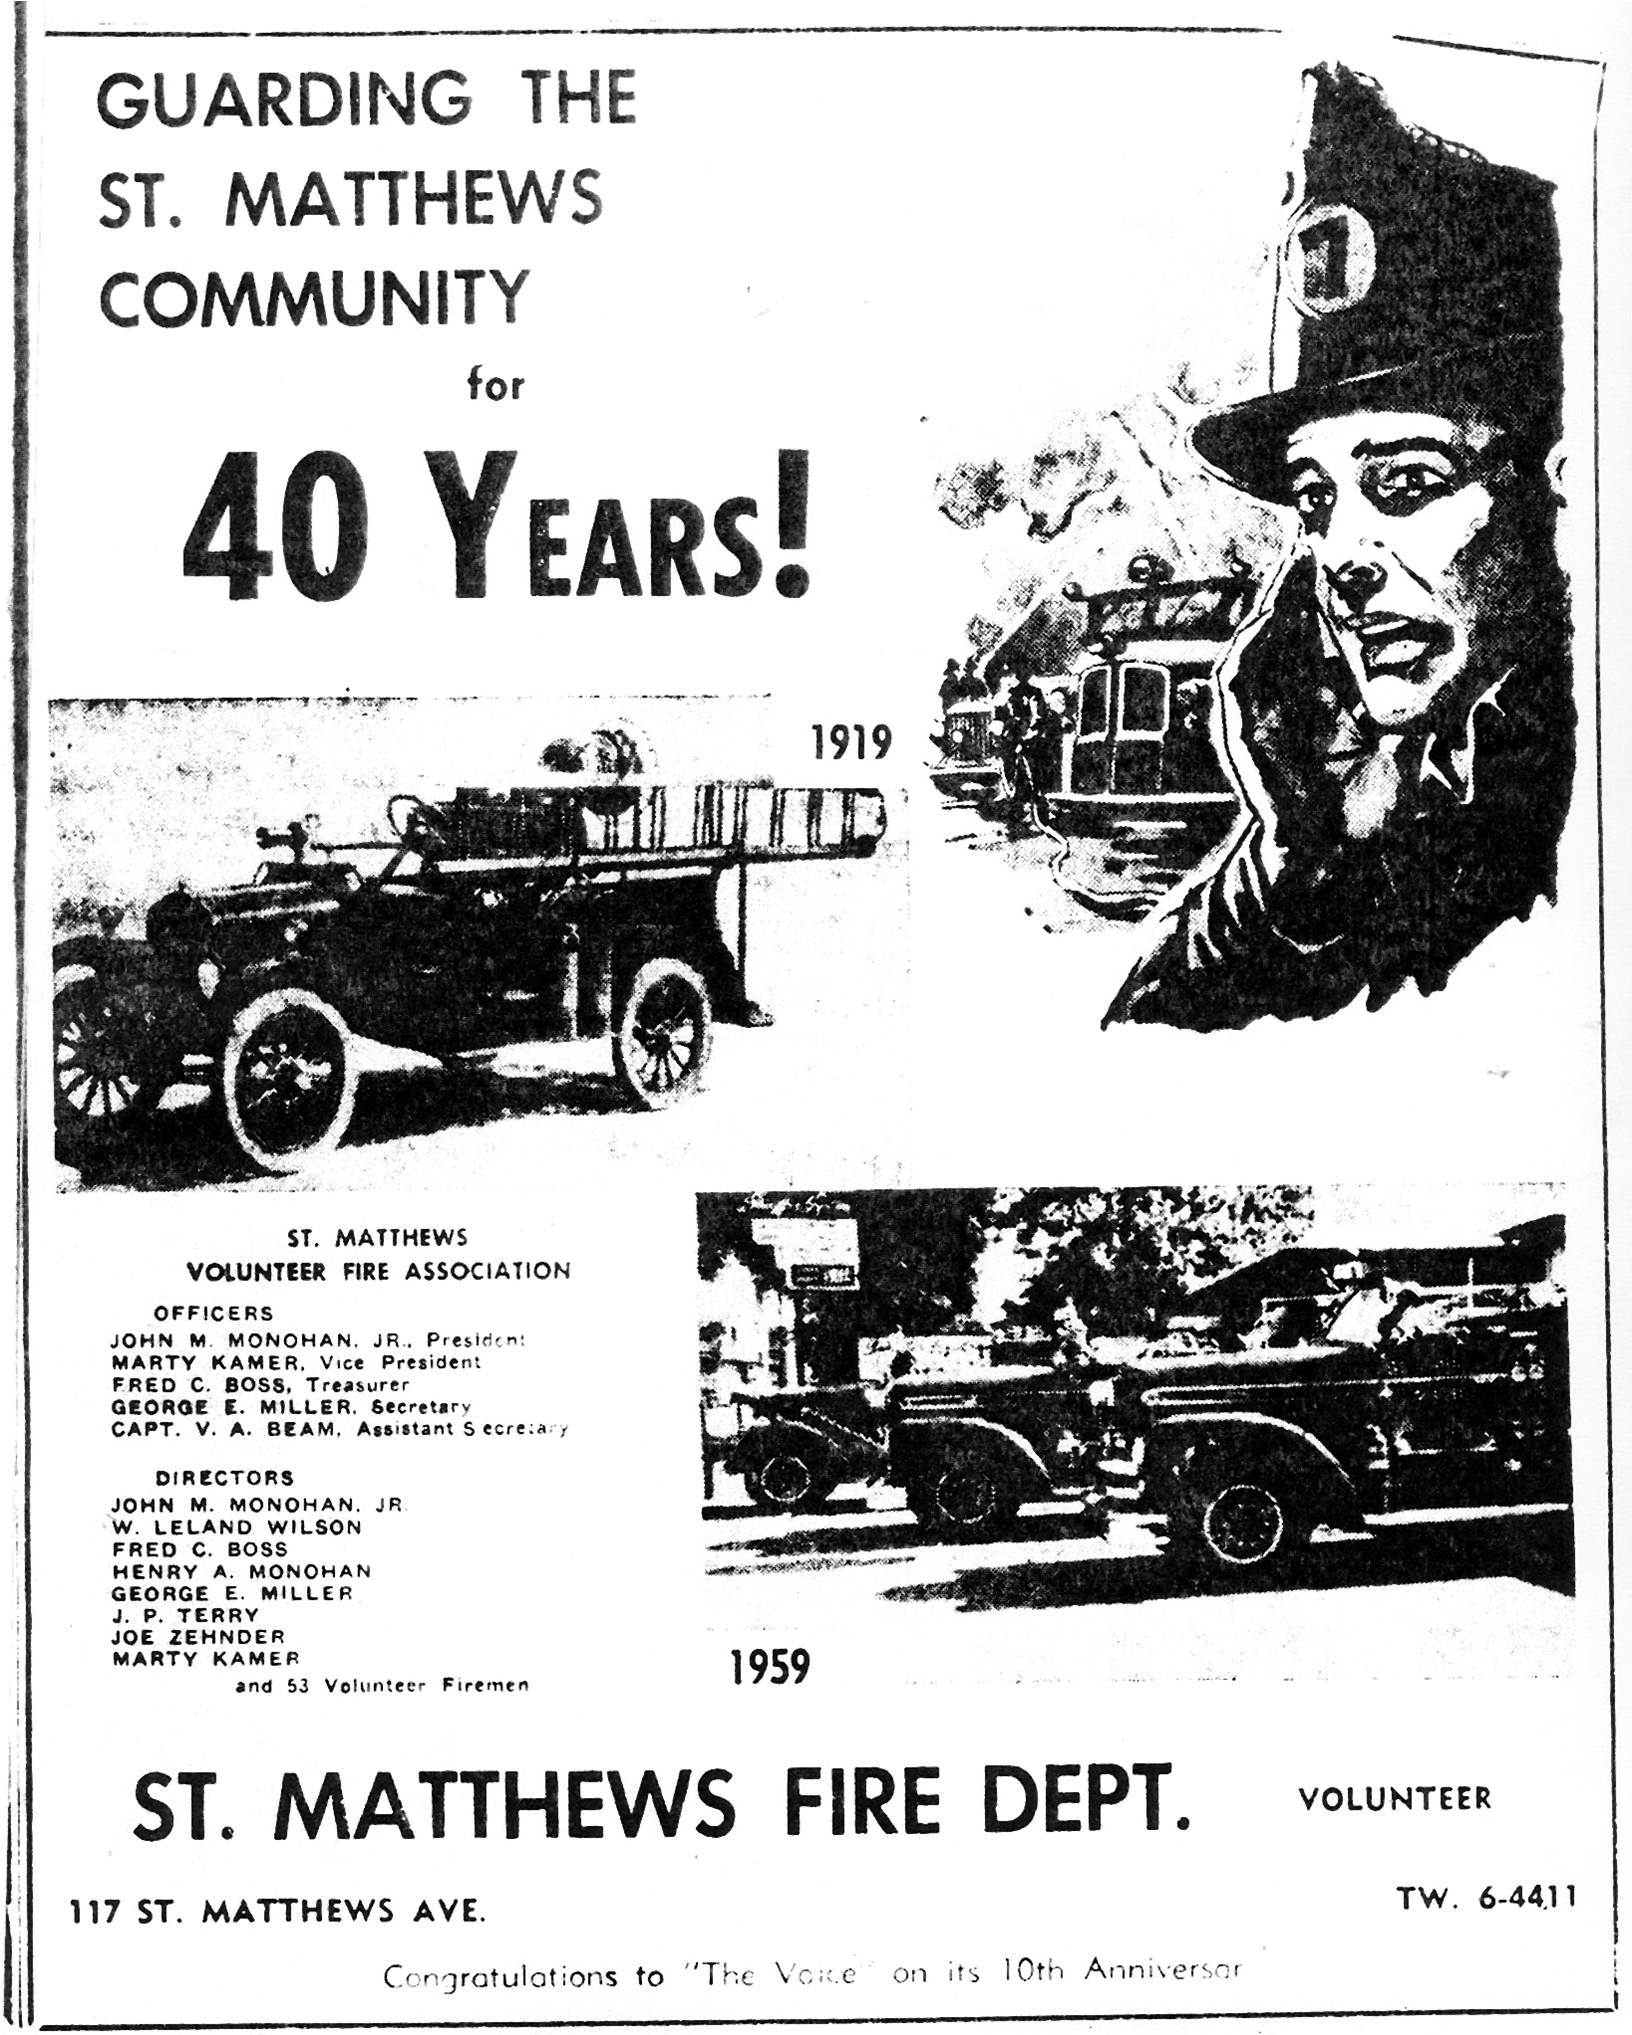 GUARDING THE
ST. MATTHEWS
COMMUNITY
for
40 YEARS!
7
1919
ST. MATTHEWS
VOLUNTEER FIRE ASSOCIATION
OFFICERS
JOHN M. MONOHAN, JR., President
MARTY KAMER, Vice President
FRED C. BOSS, Treasurer
GEORGE E. MILLER, Secretary
CAPT. V. A. BEAM, Assistant Secretary
DIRECTORS
JOHN M. MONOHAN, JR.
W. LELAND WILSON
FRED C. BOSS
HENRY A. MONOHAN
GEORGE E. MILLER
J. P. TERRY
JOE ZEHNDER
MARTY KAMER
and 53 Volunteer Firemen
1959
ST. MATTHEWS FIRE DEPT. VOLUNTEER
117 ST. MATTHEWS AVE. TW. 6-4411
Congratulations to "The Voice" on its 10th Anniversar